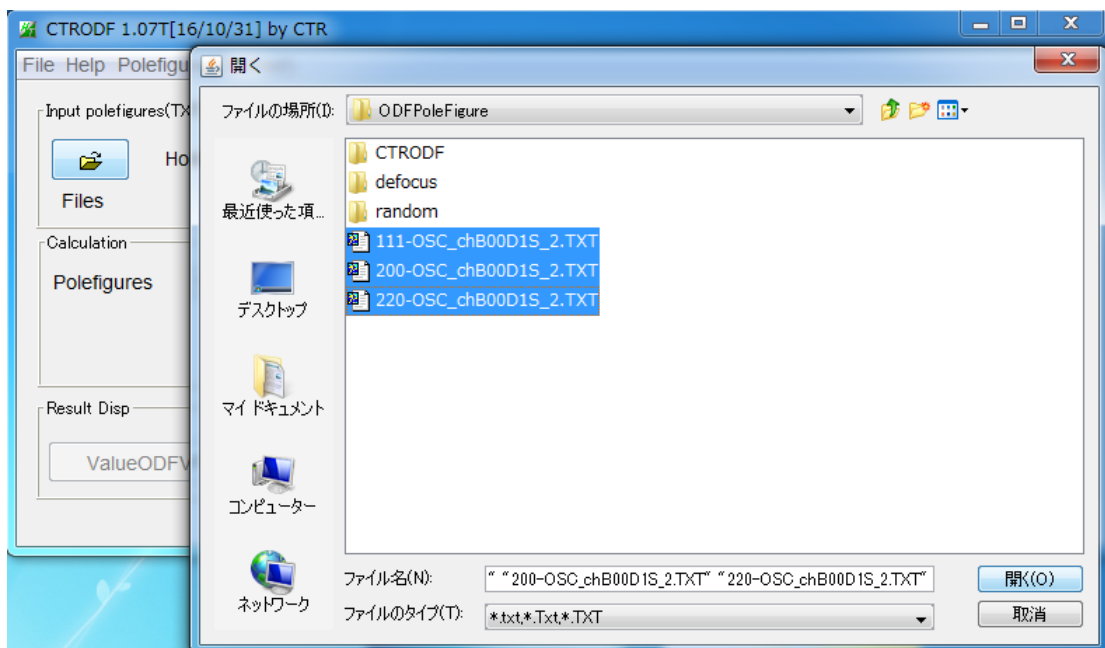 CTRODF 1.07T[16/10/31] by CTR
File Help Polefigu
開く
Input polefigures(TX
Ho
Files
Calculation
Polefigures
Result Disp
ValueODFV
ファイルの場所(I):
ODFPoleFigure
最近使った項...
デスクトップ
マイ ドキュメント
コンピューター
ネットワーク
CTRODF
defocus
random
111-OSC_chB00D1S_2.TXT
200-OSC_chB00D1S_2.TXT
220-OSC_chB00D1S_2.TXT
ファイル名(N):
" "200-OSC_chB00D1S_2.TXT" "220-OSC_chB00D1S_2.TXT"
開く(O)
ファイルのタイプ(T):
*.txt,*.Txt,*.TXT
取消